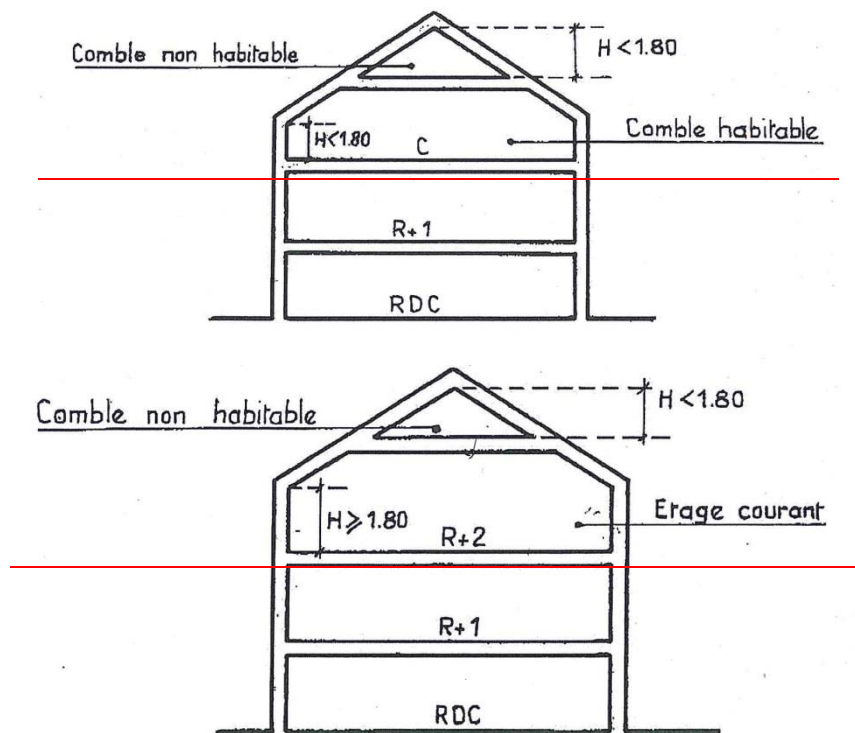 Comble non habitable
H < 1.80
Comble habitable
H < 1.80
C
R+1
RDC
Comble non habitable
H < 1.80
H ⩾ 1.80
Etage courant
R+2
R+1
RDC